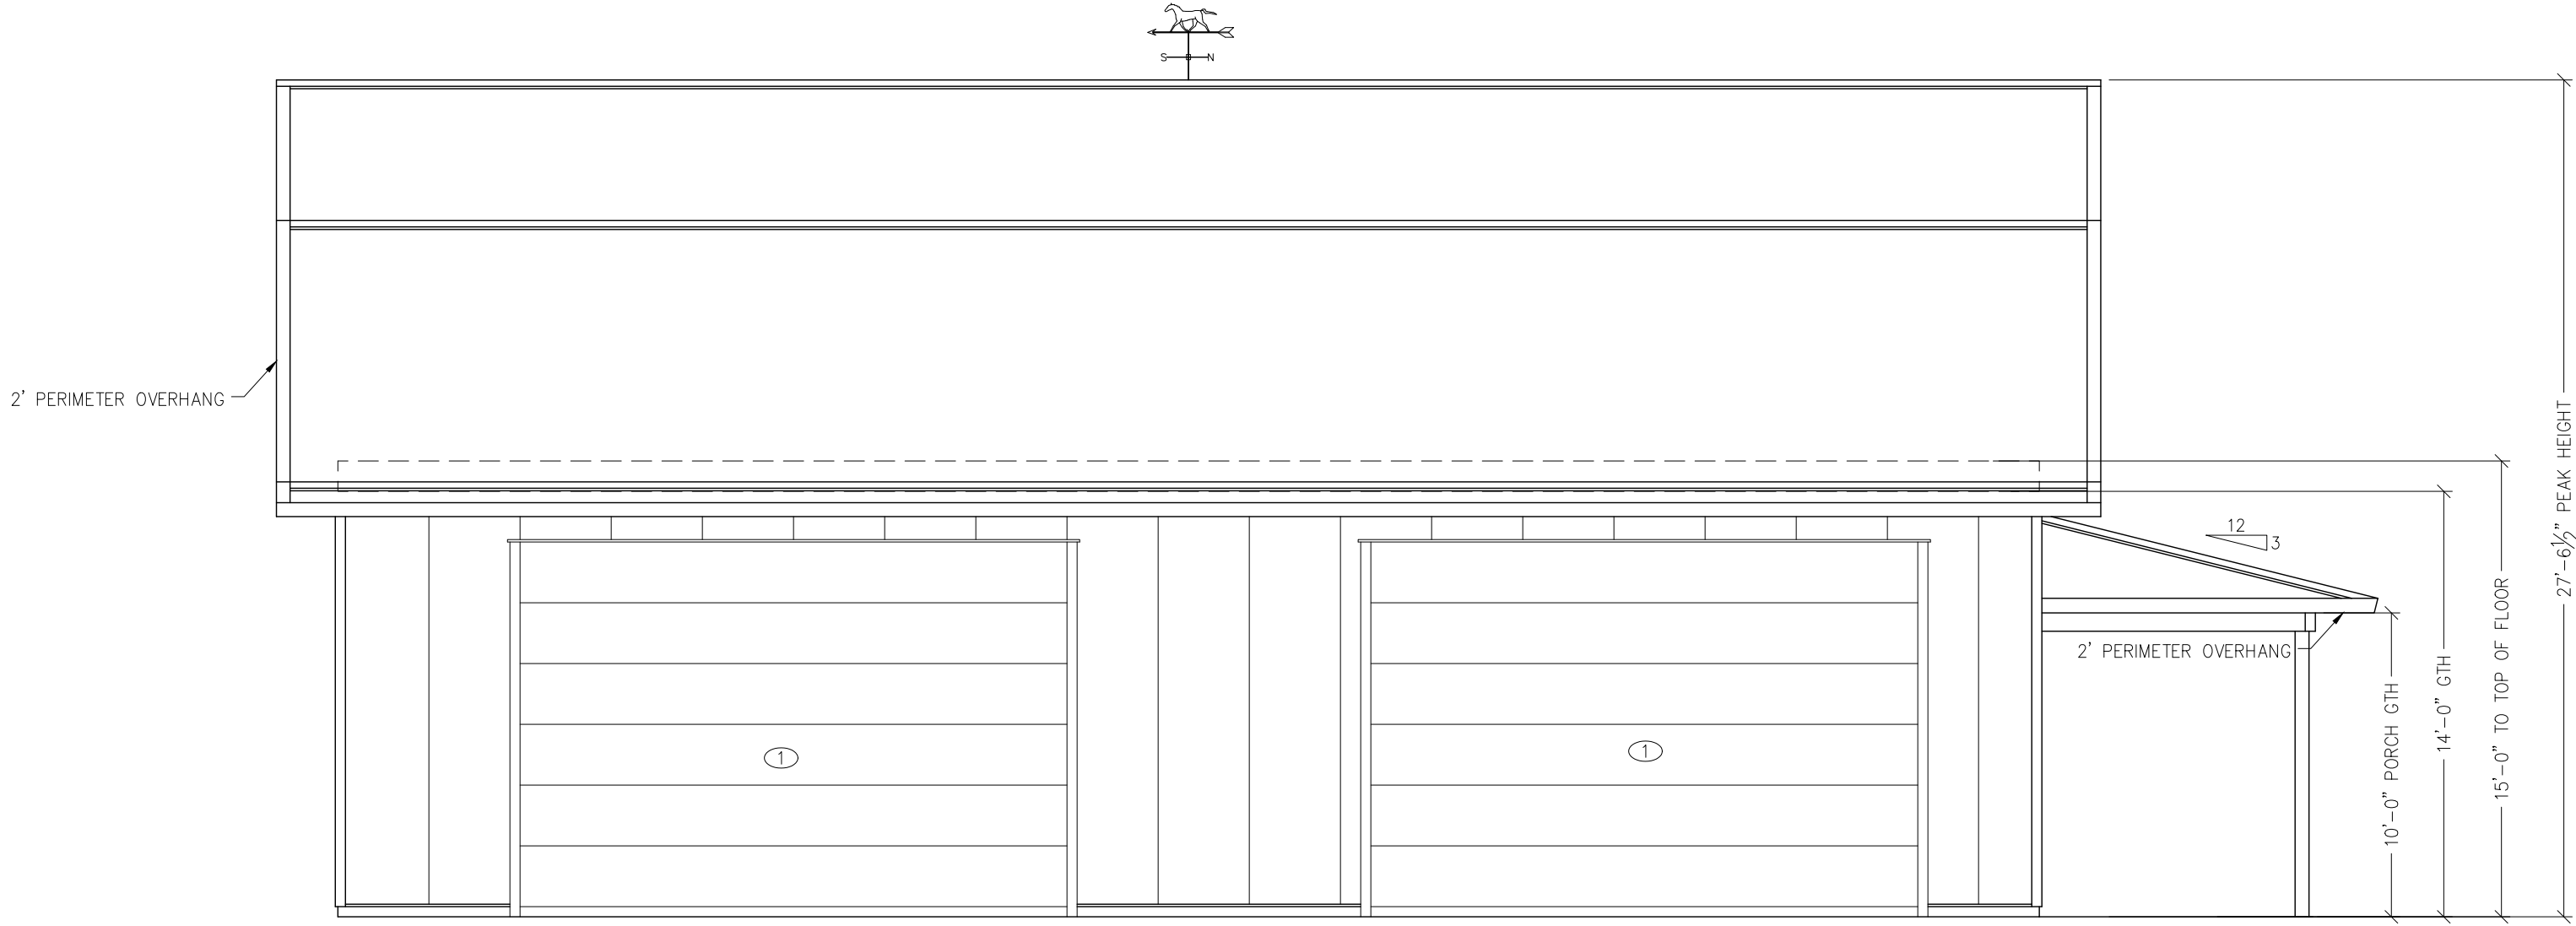 S N
2' PERIMETER OVERHANG
12
3
2' PERIMETER OVERHANG
1
1
10'-0" PORCH GTH
14'-0" GTH
15'-0" TO TOP OF FLOOR
27'-6½" PEAK HEIGHT